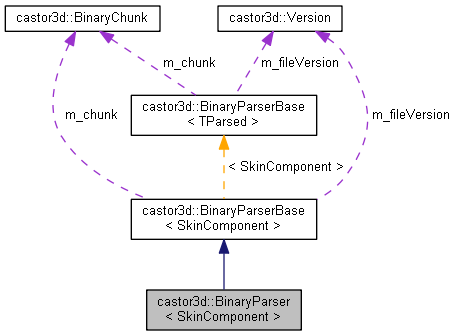 castor3d::BinaryChunk
castor3d::Version
m_chunk
m_fileVersion
castor3d::BinaryParserBase
< TParsed >
m_chunk
m_fileVersion
< SkinComponent >
castor3d::BinaryParserBase
< SkinComponent >
castor3d::BinaryParser
< SkinComponent >